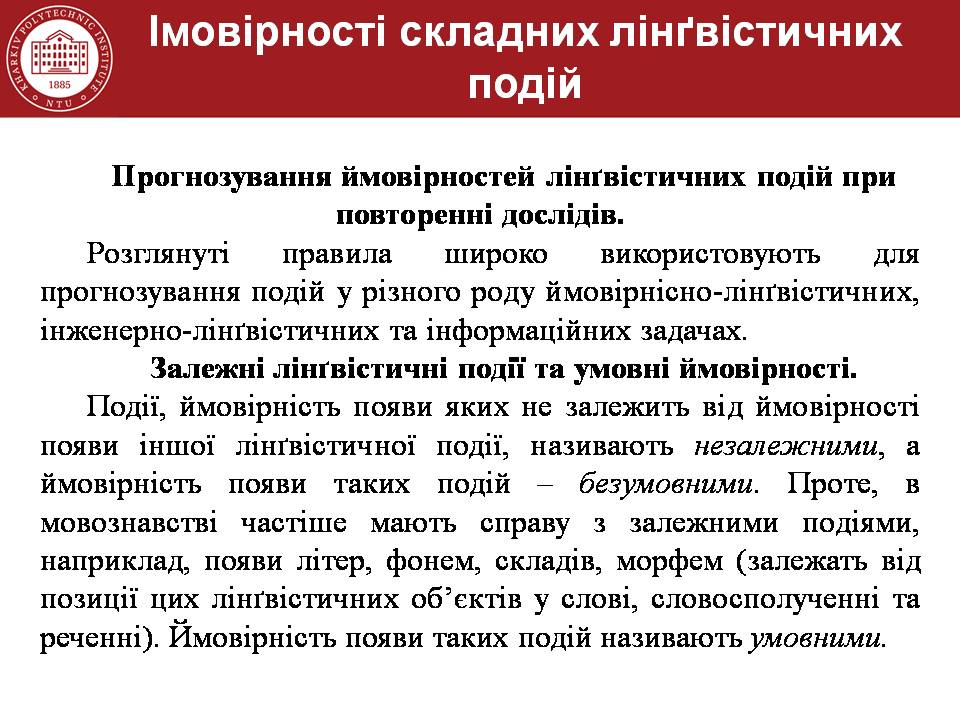 Імовірності складних лінґвістичних
подій
KHARKIV POLYTECHNIC INSTITUTE
1885
NTU
Прогнозування ймовірностей лінґвістичних подій при
повторенні дослідів.
Розглянуті правила широко використовують для
прогнозування подій у різного роду ймовірнісно-лінґвістичних,
інженерно-лінґвістичних та інформаційних задачах.
Залежні лінґвістичні події та умовні ймовірності.
Події, ймовірність появи яких не залежить від ймовірності
появи іншої лінґвістичної події, називають незалежними, а
ймовірність появи таких подій – безумовними. Проте, в
мовознавстві частіше мають справу з залежними подіями,
наприклад, появи літер, фонем, складів, морфем (залежать від
позиції цих лінґвістичних об’єктів у слові, словосполученні та
реченні). Ймовірність появи таких подій називають умовними.